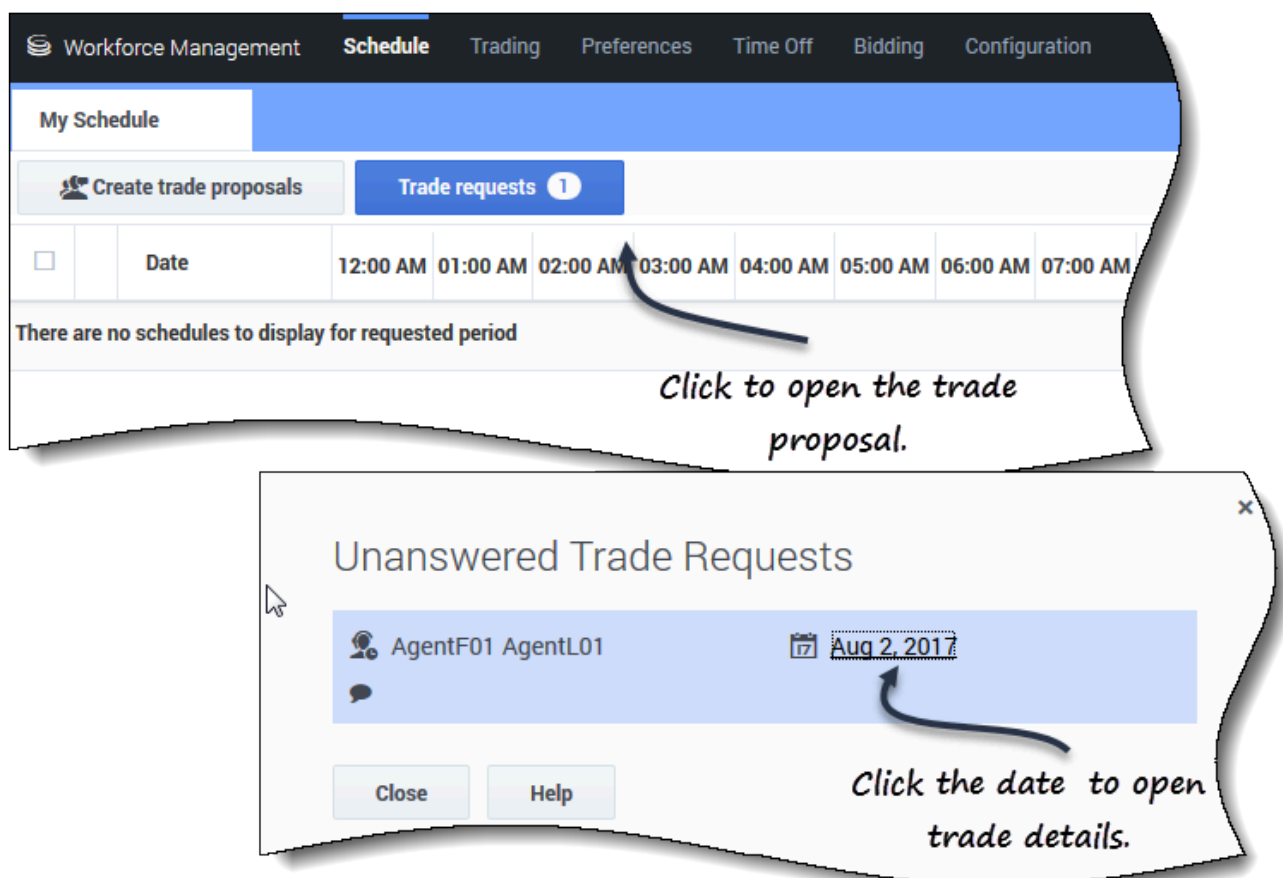 Workforce Management Schedule Trading Preferences Time Off Bidding Configuration
My Schedule
Create trade proposals Trade requests 1
Date 12:00 AM 01:00 AM 02:00 AM 03:00 AM 04:00 AM 05:00 AM 06:00 AM 07:00 AM
There are no schedules to display for requested period
Click to open the trade
proposal.
×
Unanswered Trade Requests
AgentF01 AgentL01 17 Aug 2, 2017
Close Help
Click the date to open
trade details.